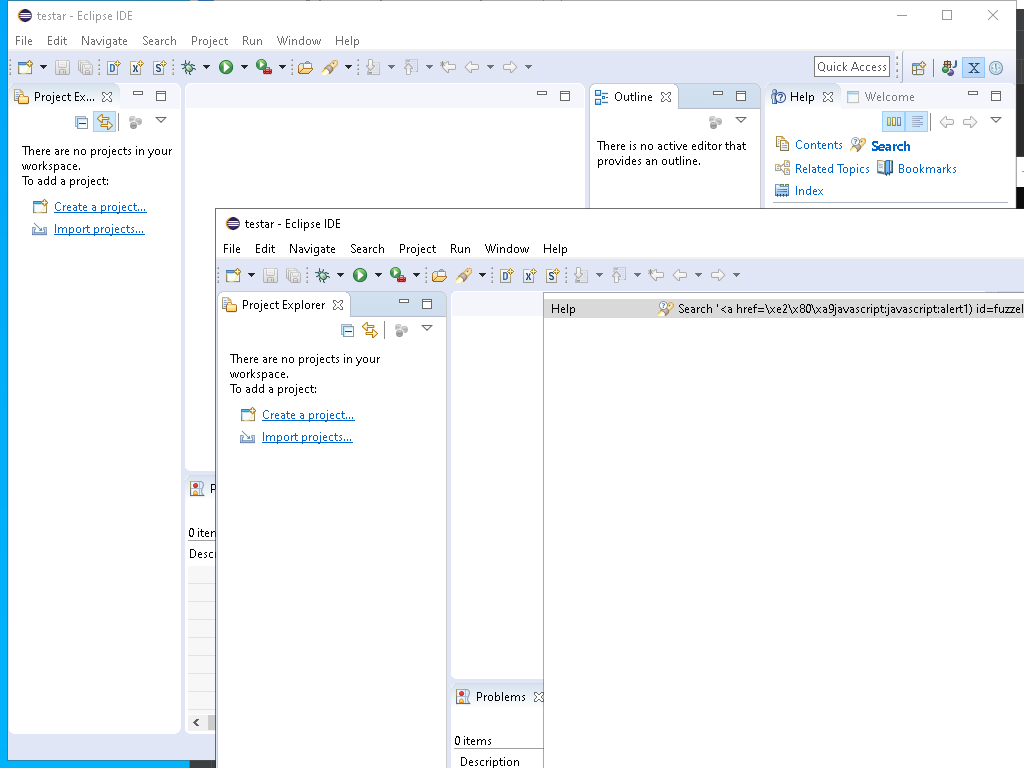 testar - Eclipse IDE
File Edit Navigate Search Project Run Window Help
Quick Access
Project Ex...
Outline
Help
Welcome
There are no projects in your
workspace.
To add a project:
Create a project...
Import projects...
There is no active editor that
provides an outline.
Contents
Search
Related Topics
Bookmarks
Index
P
0 iten
Desc
testar - Eclipse IDE
File Edit Navigate Search Project Run Window Help
Project Explorer
There are no projects in your
workspace.
To add a project:
Create a project...
Import projects...
Help
Search '<a href=\xe2\x80\xa9javascript:javascript:alert1) id=fuzzel
Problems
0 items
Description